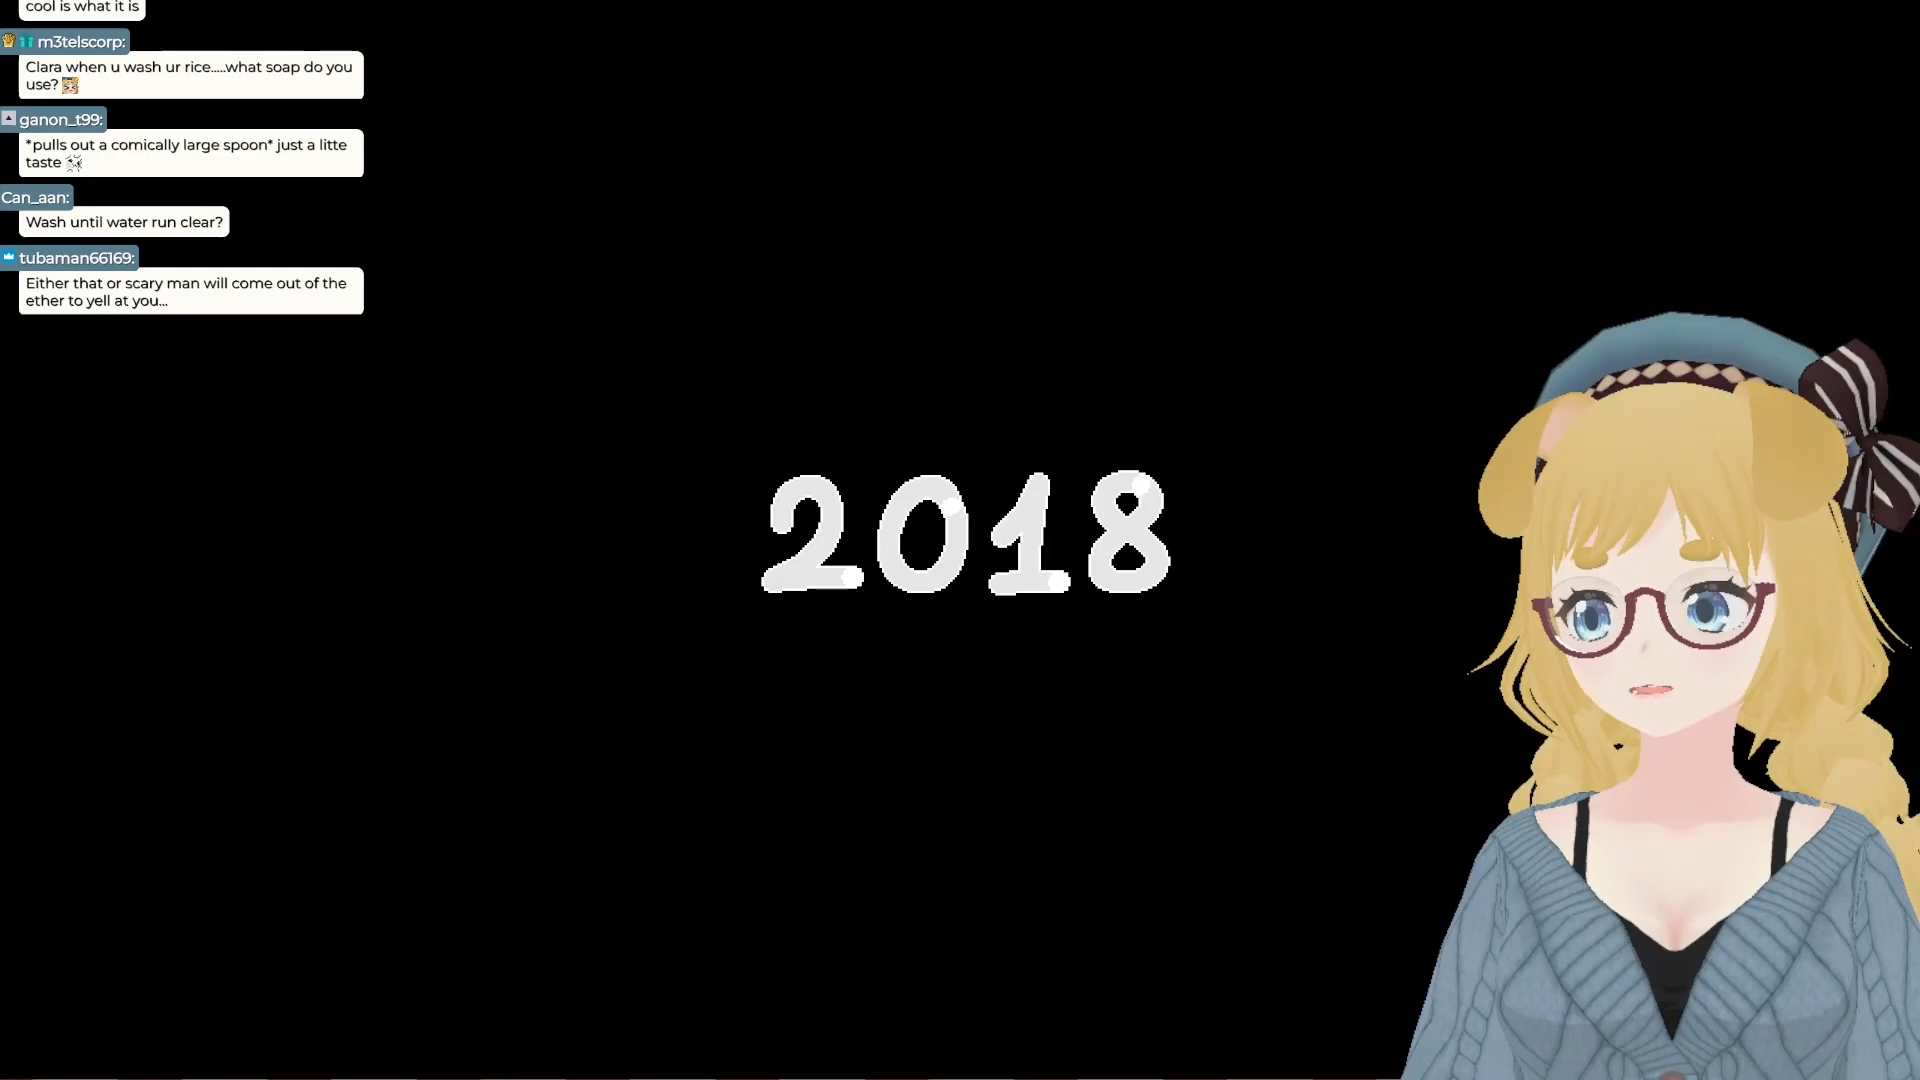 cool is what it is
m3telscorp:
Clara when u wash ur rice.....what soap do you
use?
ganon_t99:
*pulls out a comically large spoon* just a litte
taste
Can_aan:
Wash until water run clear?
tubaman66169:
Either that or scary man will come out of the
ether to yell at you...
2018